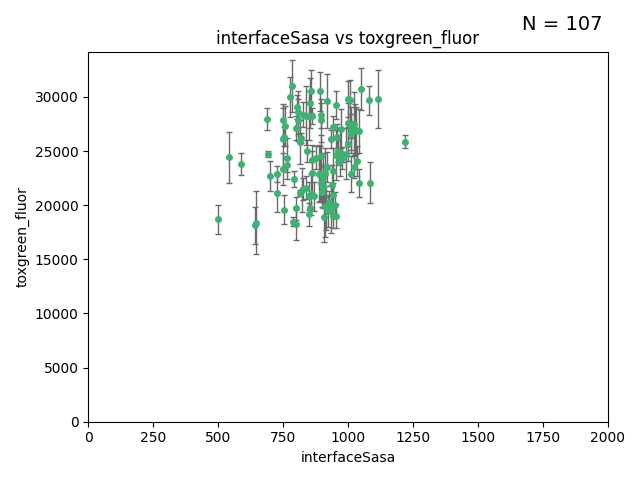 N = 107
interfaceSasa vs toxgreen_fluor
toxgreen_fluor
30000
25000
20000
15000
10000
5000
0
0 250 500 750 1000 1250 1500 1750 2000
interfaceSasa